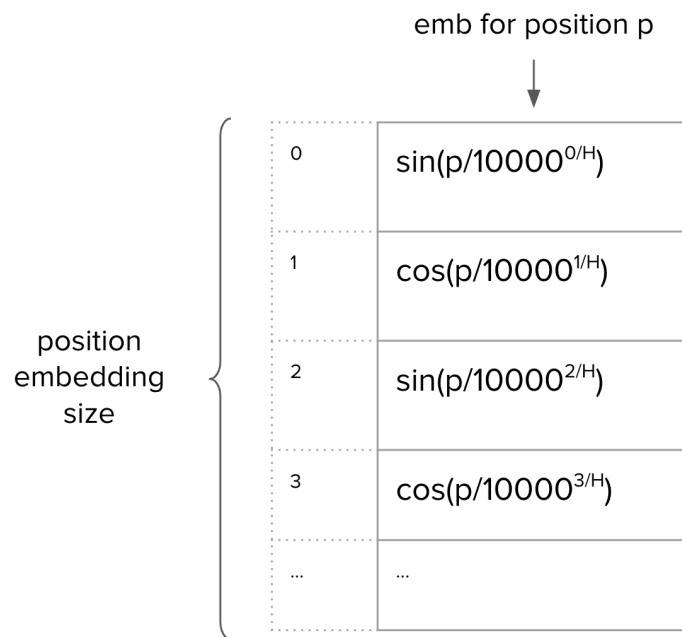 emb for position p
0
sin(p/10000^0/H)
1
cos(p/10000^1/H)
position
embedding
size
2
sin(p/10000^2/H)
3
cos(p/10000^3/H)
...
...